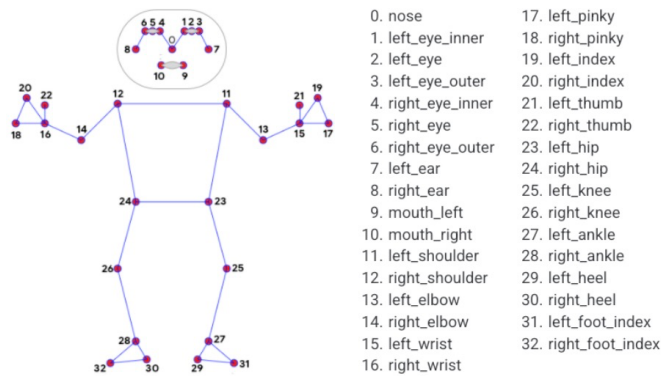 6 5 4 1 2 3
0
8 7
10 9
20 22 12 11 21 19
18 16 14 13 15 17
24 23
26 25
28 27
32 30 29 31
0. nose
1. left_eye_inner
2. left_eye
3. left_eye_outer
4. right_eye_inner
5. right_eye
6. right_eye_outer
7. left_ear
8. right_ear
9. mouth_left
10. mouth_right
11. left_shoulder
12. right_shoulder
13. left_elbow
14. right_elbow
15. left_wrist
16. right_wrist
17. left_pinky
18. right_pinky
19. left_index
20. right_index
21. left_thumb
22. right_thumb
23. left_hip
24. right_hip
25. left_knee
26. right_knee
27. left_ankle
28. right_ankle
29. left_heel
30. right_heel
31. left_foot_index
32. right_foot_index